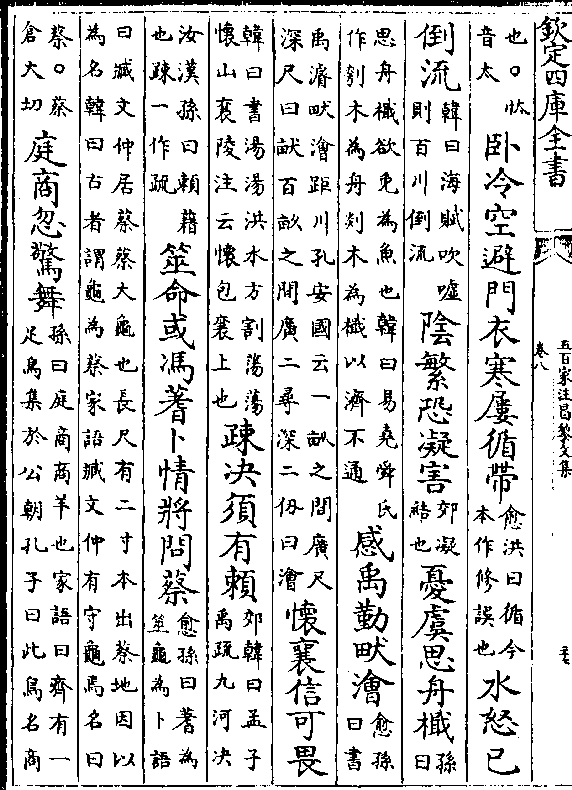 欽定四庫全書
五百家注昌黎文集
卷八
也○忕音太卧冷空避門衣寒屢循帶愈洪曰循今本作修誤也水怒已
倒流韓曰海賦吹嘘則百川倒流陰繁恐凝害郊凝結也憂虞思舟檝孫曰
思舟檝欲免為魚也韓曰易堯舜氏作刳木為舟剡木為檝以濟不通感禹勤畎澮愈孫曰書
禹濬畎澮距川孔安國云一畝之間廣尺深尺曰畎百畝之間廣二尋深二仞曰澮懷襄信可畏
韓曰書湯湯洪水方割蕩蕩懷山襄陵注云懷包襄上也疎决須有賴郊韓曰孟子禹疏九河决
汝漢孫曰賴藉也疎一作疏筮命或馮蓍卜情將問蔡愈孫曰蓍為筮龜為卜語
曰臧文仲居蔡蔡大龜也長尺有二寸本出蔡地因以為名韓曰古者謂龜為蔡家語臧文仲有守龜焉名曰
蔡○蔡倉大切庭商忽驚舞孫曰庭商商羊也家語曰齊有一足鳥集於公朝孔子曰此鳥名商